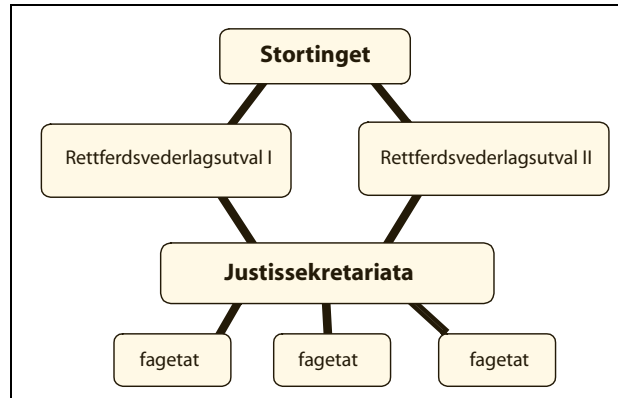 Stortinget
Rettferdsvederlagsutval I
Rettferdsvederlagsutval II
Justissekretariata
fagetat
fagetat
fagetat